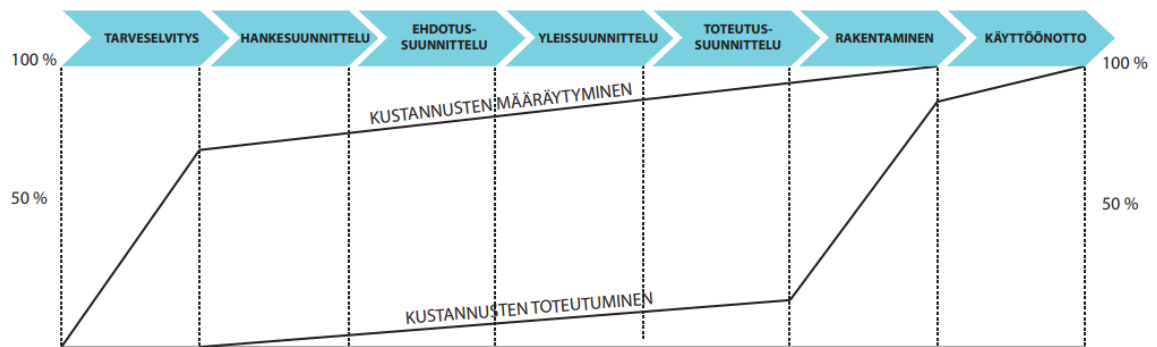 TARVESELVITYS
HANKESUUNNITTELU
EHDOTUS-
SUUNNITTELU
YLEISSUUNNITTELU
TOTEUTUS-
SUUNNITTELU
RAKENTAMINEN
KÄYTTÖÖNOTTO
100 %
100 %
KUSTANNUSTEN MÄÄRÄYTYMINEN
50 %
50 %
KUSTANNUSTEN TOTEUTUMINEN